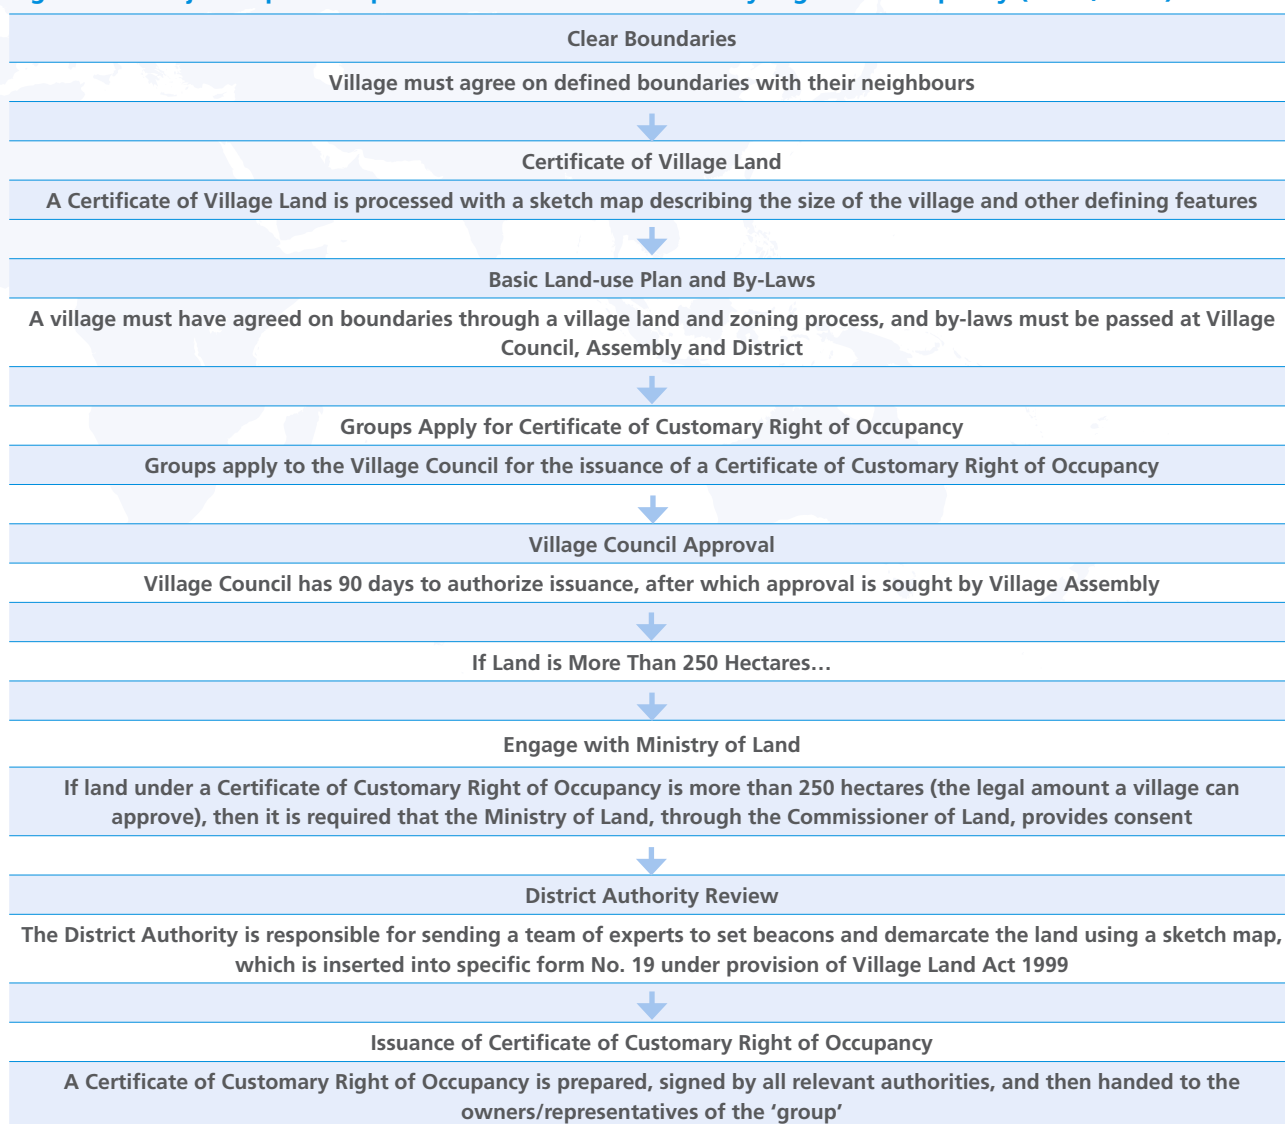 Clear Boundaries
Village must agree on defined boundaries with their neighbours
Certificate of Village Land
A Certificate of Village Land is processed with a sketch map describing the size of the village and other defining features
Basic Land-use Plan and By-Laws
A village must have agreed on boundaries through a village land and zoning process, and by-laws must be passed at Village
Council, Assembly and District
Groups Apply for Certificate of Customary Right of Occupancy
Groups apply to the Village Council for the issuance of a Certificate of Customary Right of Occupancy
Village Council Approval
Village Council has 90 days to authorize issuance, after which approval is sought by Village Assembly
If Land is More Than 250 Hectares…
Engage with Ministry of Land
If land under a Certificate of Customary Right of Occupancy is more than 250 hectares (the legal amount a village can
approve), then it is required that the Ministry of Land, through the Commissioner of Land, provides consent
District Authority Review
The District Authority is responsible for sending a team of experts to set beacons and demarcate the land using a sketch map,
which is inserted into specific form No. 19 under provision of Village Land Act 1999
Issuance of Certificate of Customary Right of Occupancy
A Certificate of Customary Right of Occupancy is prepared, signed by all relevant authorities, and then handed to the
owners/representatives of the ‘group’